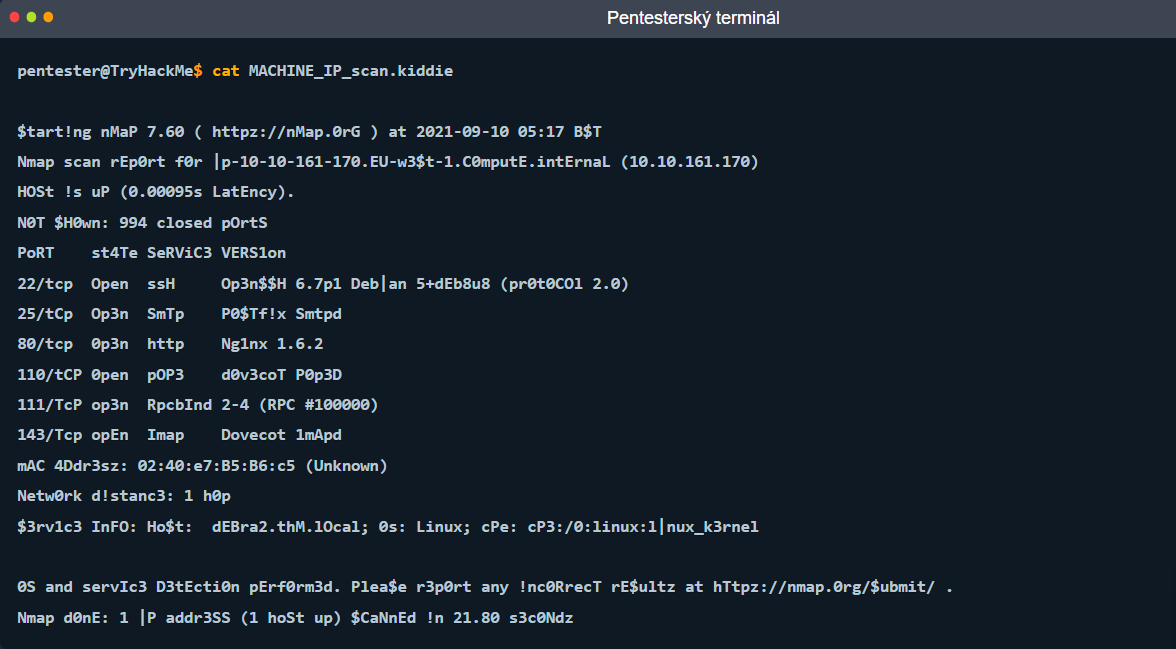 Pentesterský terminál
pentester@TryHackMe$ cat MACHINE_IP_scan.kiddie
$tart!ng nMaP 7.60 ( httpz://nMap.0rG ) at 2021-09-10 05:17 B$T
Nmap scan rEp0rt f0r |p-10-10-161-170.EU-w3$t-1.C0mputE.intErnaL (10.10.161.170)
HOSt !s uP (0.00095s LatEncy).
N0T $H0wn: 994 closed pOrtS
PoRT    st4Te SeRViC3 VERS1on
22/tcp  Open  ssH     Op3n$$H 6.7p1 Deb|an 5+dEb8u8 (pr0t0COl 2.0)
25/tCp  Op3n  SmTp    P0$Tf!x Smtpd
80/tcp  0p3n  http    Ng1nx 1.6.2
110/tCP 0pen  pOP3    d0v3coT P0p3D
111/TcP op3n  RpcbInd 2-4 (RPC #100000)
143/Tcp opEn  Imap    Dovecot 1mApd
mAC 4Ddr3sz: 02:40:e7:B5:B6:c5 (Unknown)
Netw0rk d!stanc3: 1 h0p
$3rv1c3 InFO: Ho$t:  dEBra2.thM.lOcal; 0s: Linux; cPe: cP3:/0:linux:l|nux_k3rnel
0S and servIc3 D3tEcti0n pErf0rm3d. Plea$e r3p0rt any !nc0RrecT rE$ultz at hTtpz://nmap.0rg/$ubmit/ .
Nmap d0nE: 1 |P addr3SS (1 hoSt up) $CaNnEd !n 21.80 s3c0Ndz